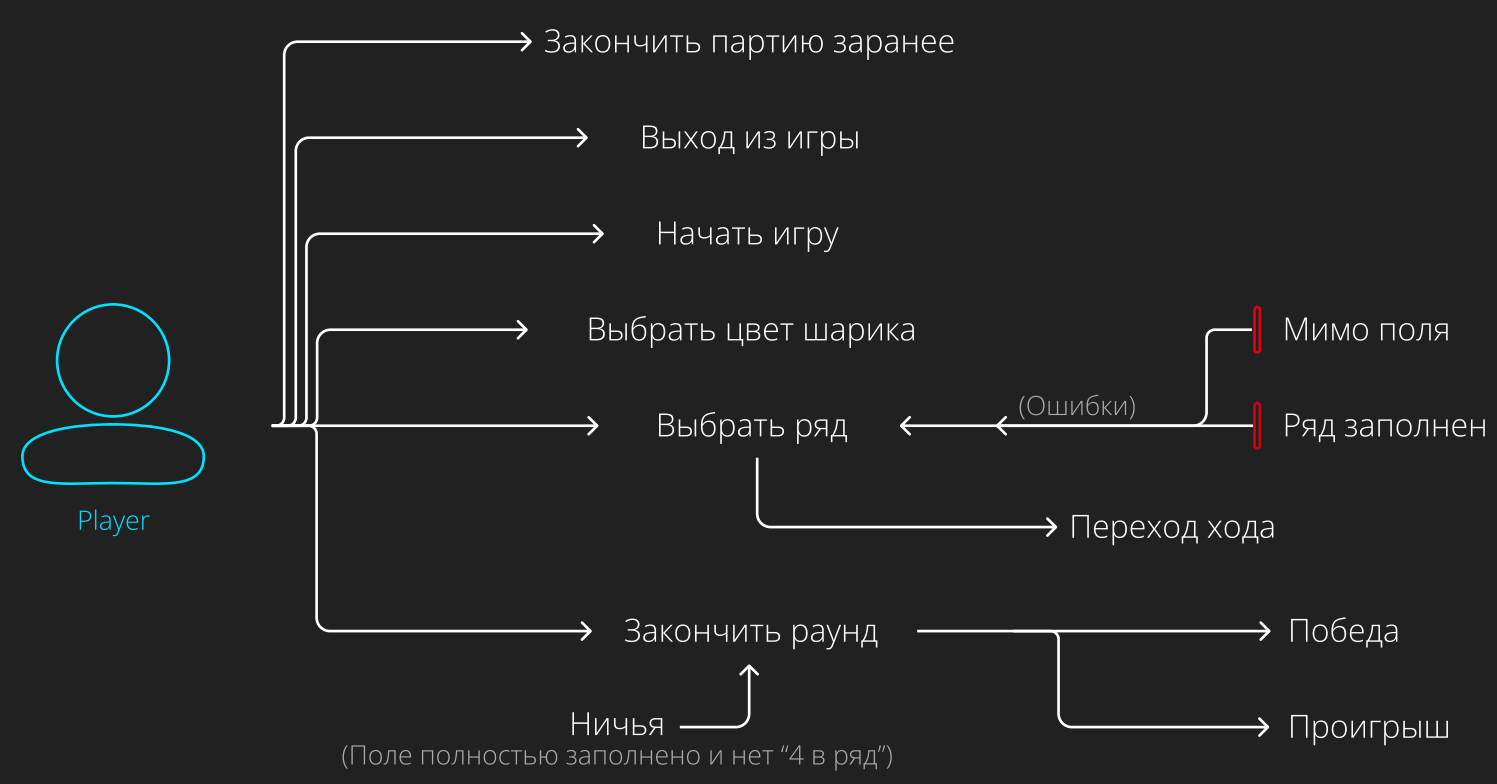 Закончить партию заранее
Выход из игры
Начать игру
Выбрать цвет шарика
Мимо поля
(Ошибки)
Выбрать ряд
Ряд заполнен
Player
Переход хода
Закончить раунд
Победа
Ничья
Проигрыш
(Поле полностью заполнено и нет “4 в ряд”)